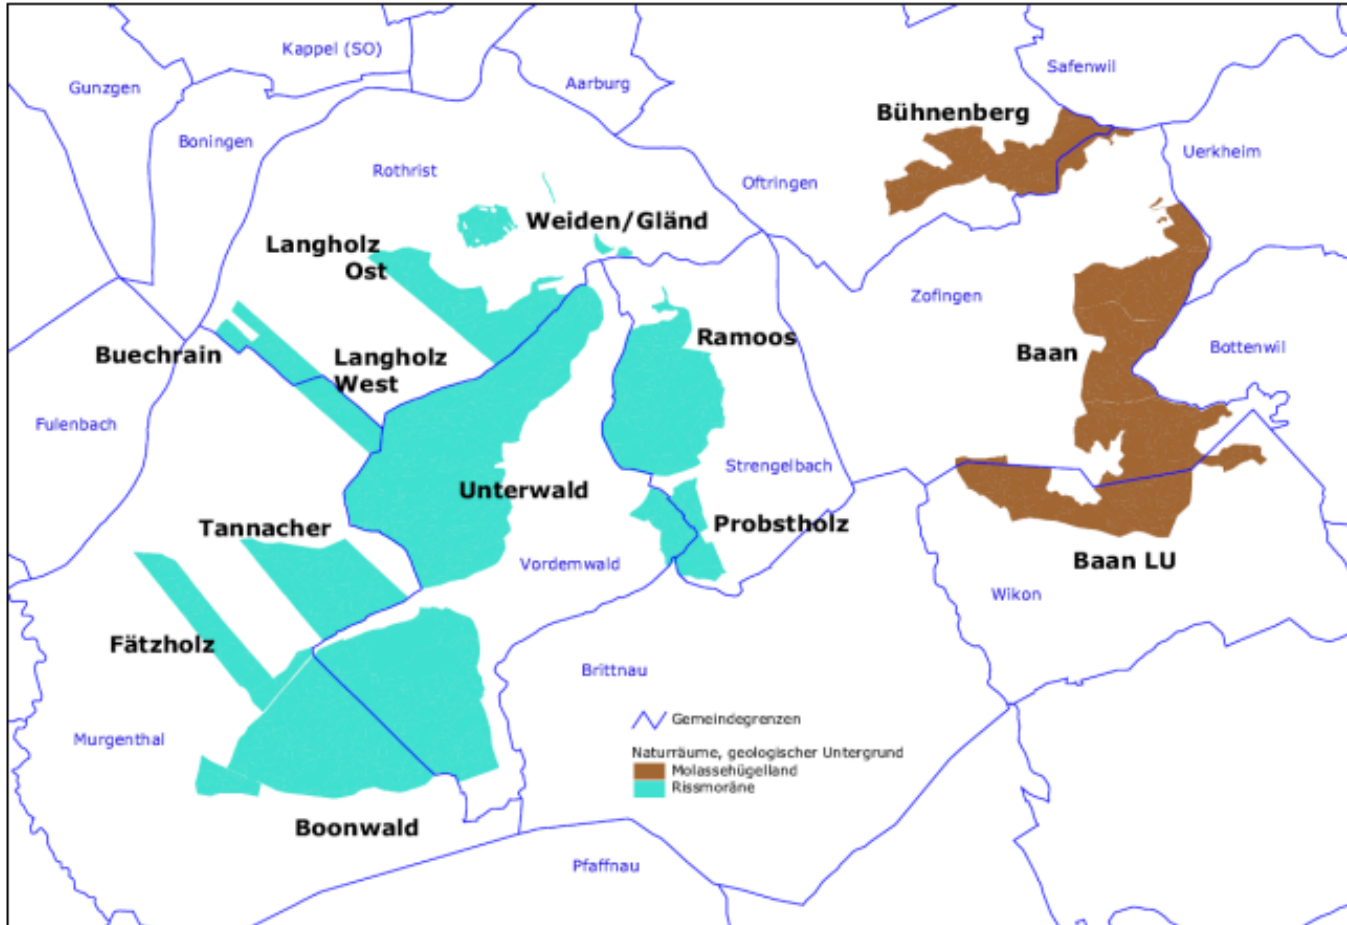 Kappel (SO)
Gunzgen
Aarburg
Safenwil
Bühnenberg
Boningen
Rothrist
Uerkheim
Oftringen
Weiden/Gländ
Langholz
Ost
Zofingen
Ramoos
Buechrain
Langholz
West
Baan
Bottenwil
Fulenbach
Strengelbach
Unterwald
Tannacher
Probstholz
Vordemwald
Baan LU
Wikon
Fätzholz
Brittnau
Murgenthal
Gemeindegrenzen
Naturräume, geologischer Untergrund
Molassehügelland
Rissmoräne
Boonwald
Pfaffnau